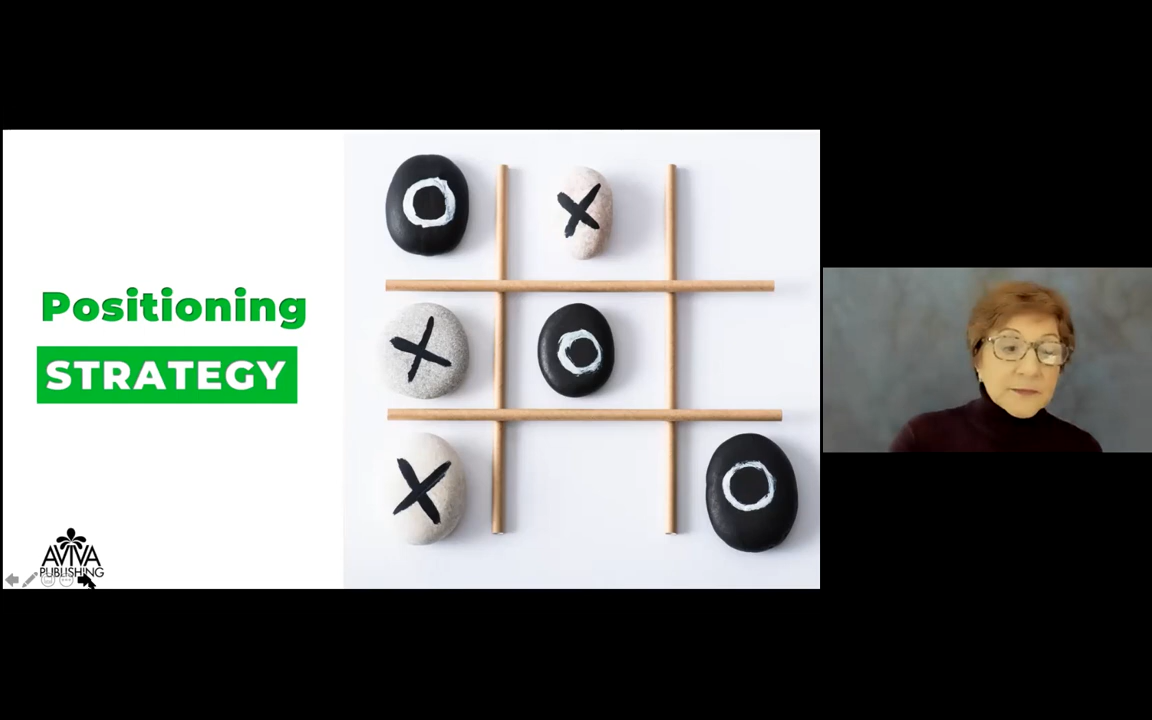 Positioning
STRATEGY
AVIVA
PUBLISHING
O X
X O
X O